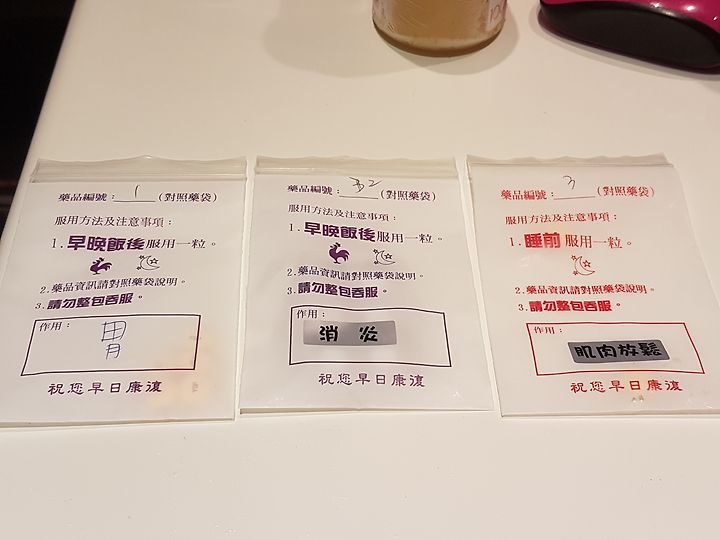 藥品編號：1(對照藥袋)
服用方法及注意事項：
1.早晚飯後服用一粒。
2.藥品資訊請對照藥袋說明。
3.請勿整包吞服。
作用：
胃
祝您早日康復
藥品編號：2(對照藥袋)
服用方法及注意事項：
1.早晚飯後服用一粒。
2.藥品資訊請對照藥袋說明。
3.請勿整包吞服。
作用：
消 炎
祝您早日康復
藥品編號：3(對照藥袋)
服用方法及注意事項：
1.睡前服用一粒。
2.藥品資訊請對照藥袋說明。
3.請勿整包吞服。
作用：
肌肉放鬆
祝您早日康復